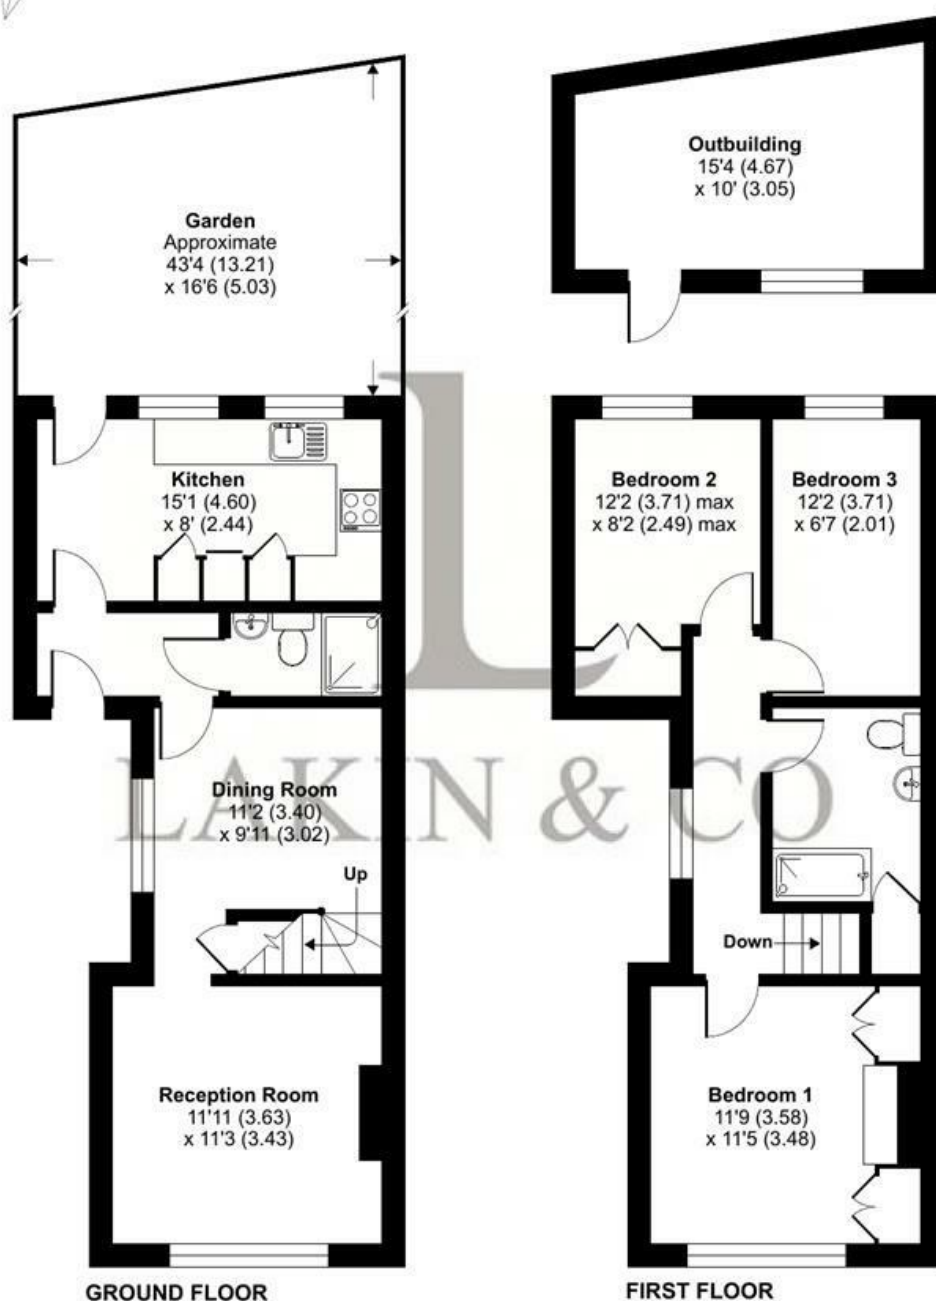 Outbuilding
15'4 (4.67)
x 10' (3.05)
Garden
Approximate
43'4 (13.21)
x 16'6 (5.03)
Kitchen
15'1 (4.60)
x 8' (2.44)
Bedroom 2
12'2 (3.71) max
x 8'2 (2.49) max
Bedroom 3
12'2 (3.71)
x 6'7 (2.01)
L
LAKIN & CO
Dining Room
11'2 (3.40)
x 9'11 (3.02)
Up
Down
Reception Room
11'11 (3.63)
x 11'3 (3.43)
Bedroom 1
11'9 (3.58)
x 11'5 (3.48)
GROUND FLOOR
FIRST FLOOR